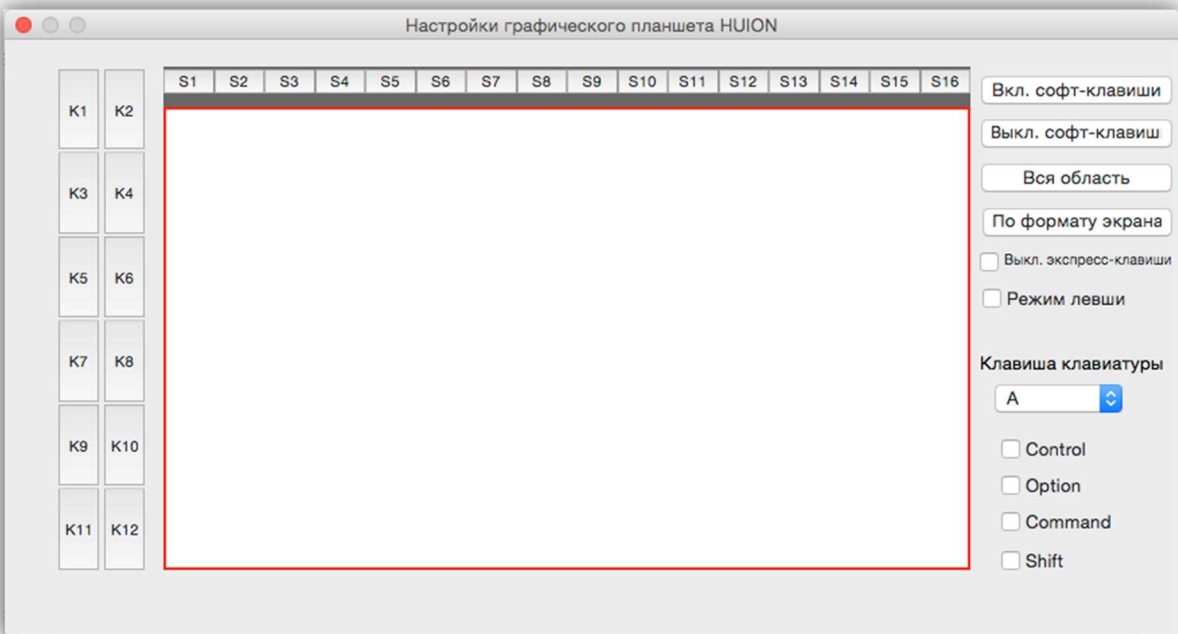 Настройки графического планшета HUION
S1 S2 S3 S4 S5 S6 S7 S8 S9 S10 S11 S12 S13 S14 S15 S16
K1 K2
K3 K4
K5 K6
K7 K8
K9 K10
K11 K12
Вкл. софт-клавиши
Выкл. софт-клавиш
Вся область
По формату экрана
Выкл. экспресс-клавиши
Режим левши
Клавиша клавиатуры
A
Control
Option
Command
Shift